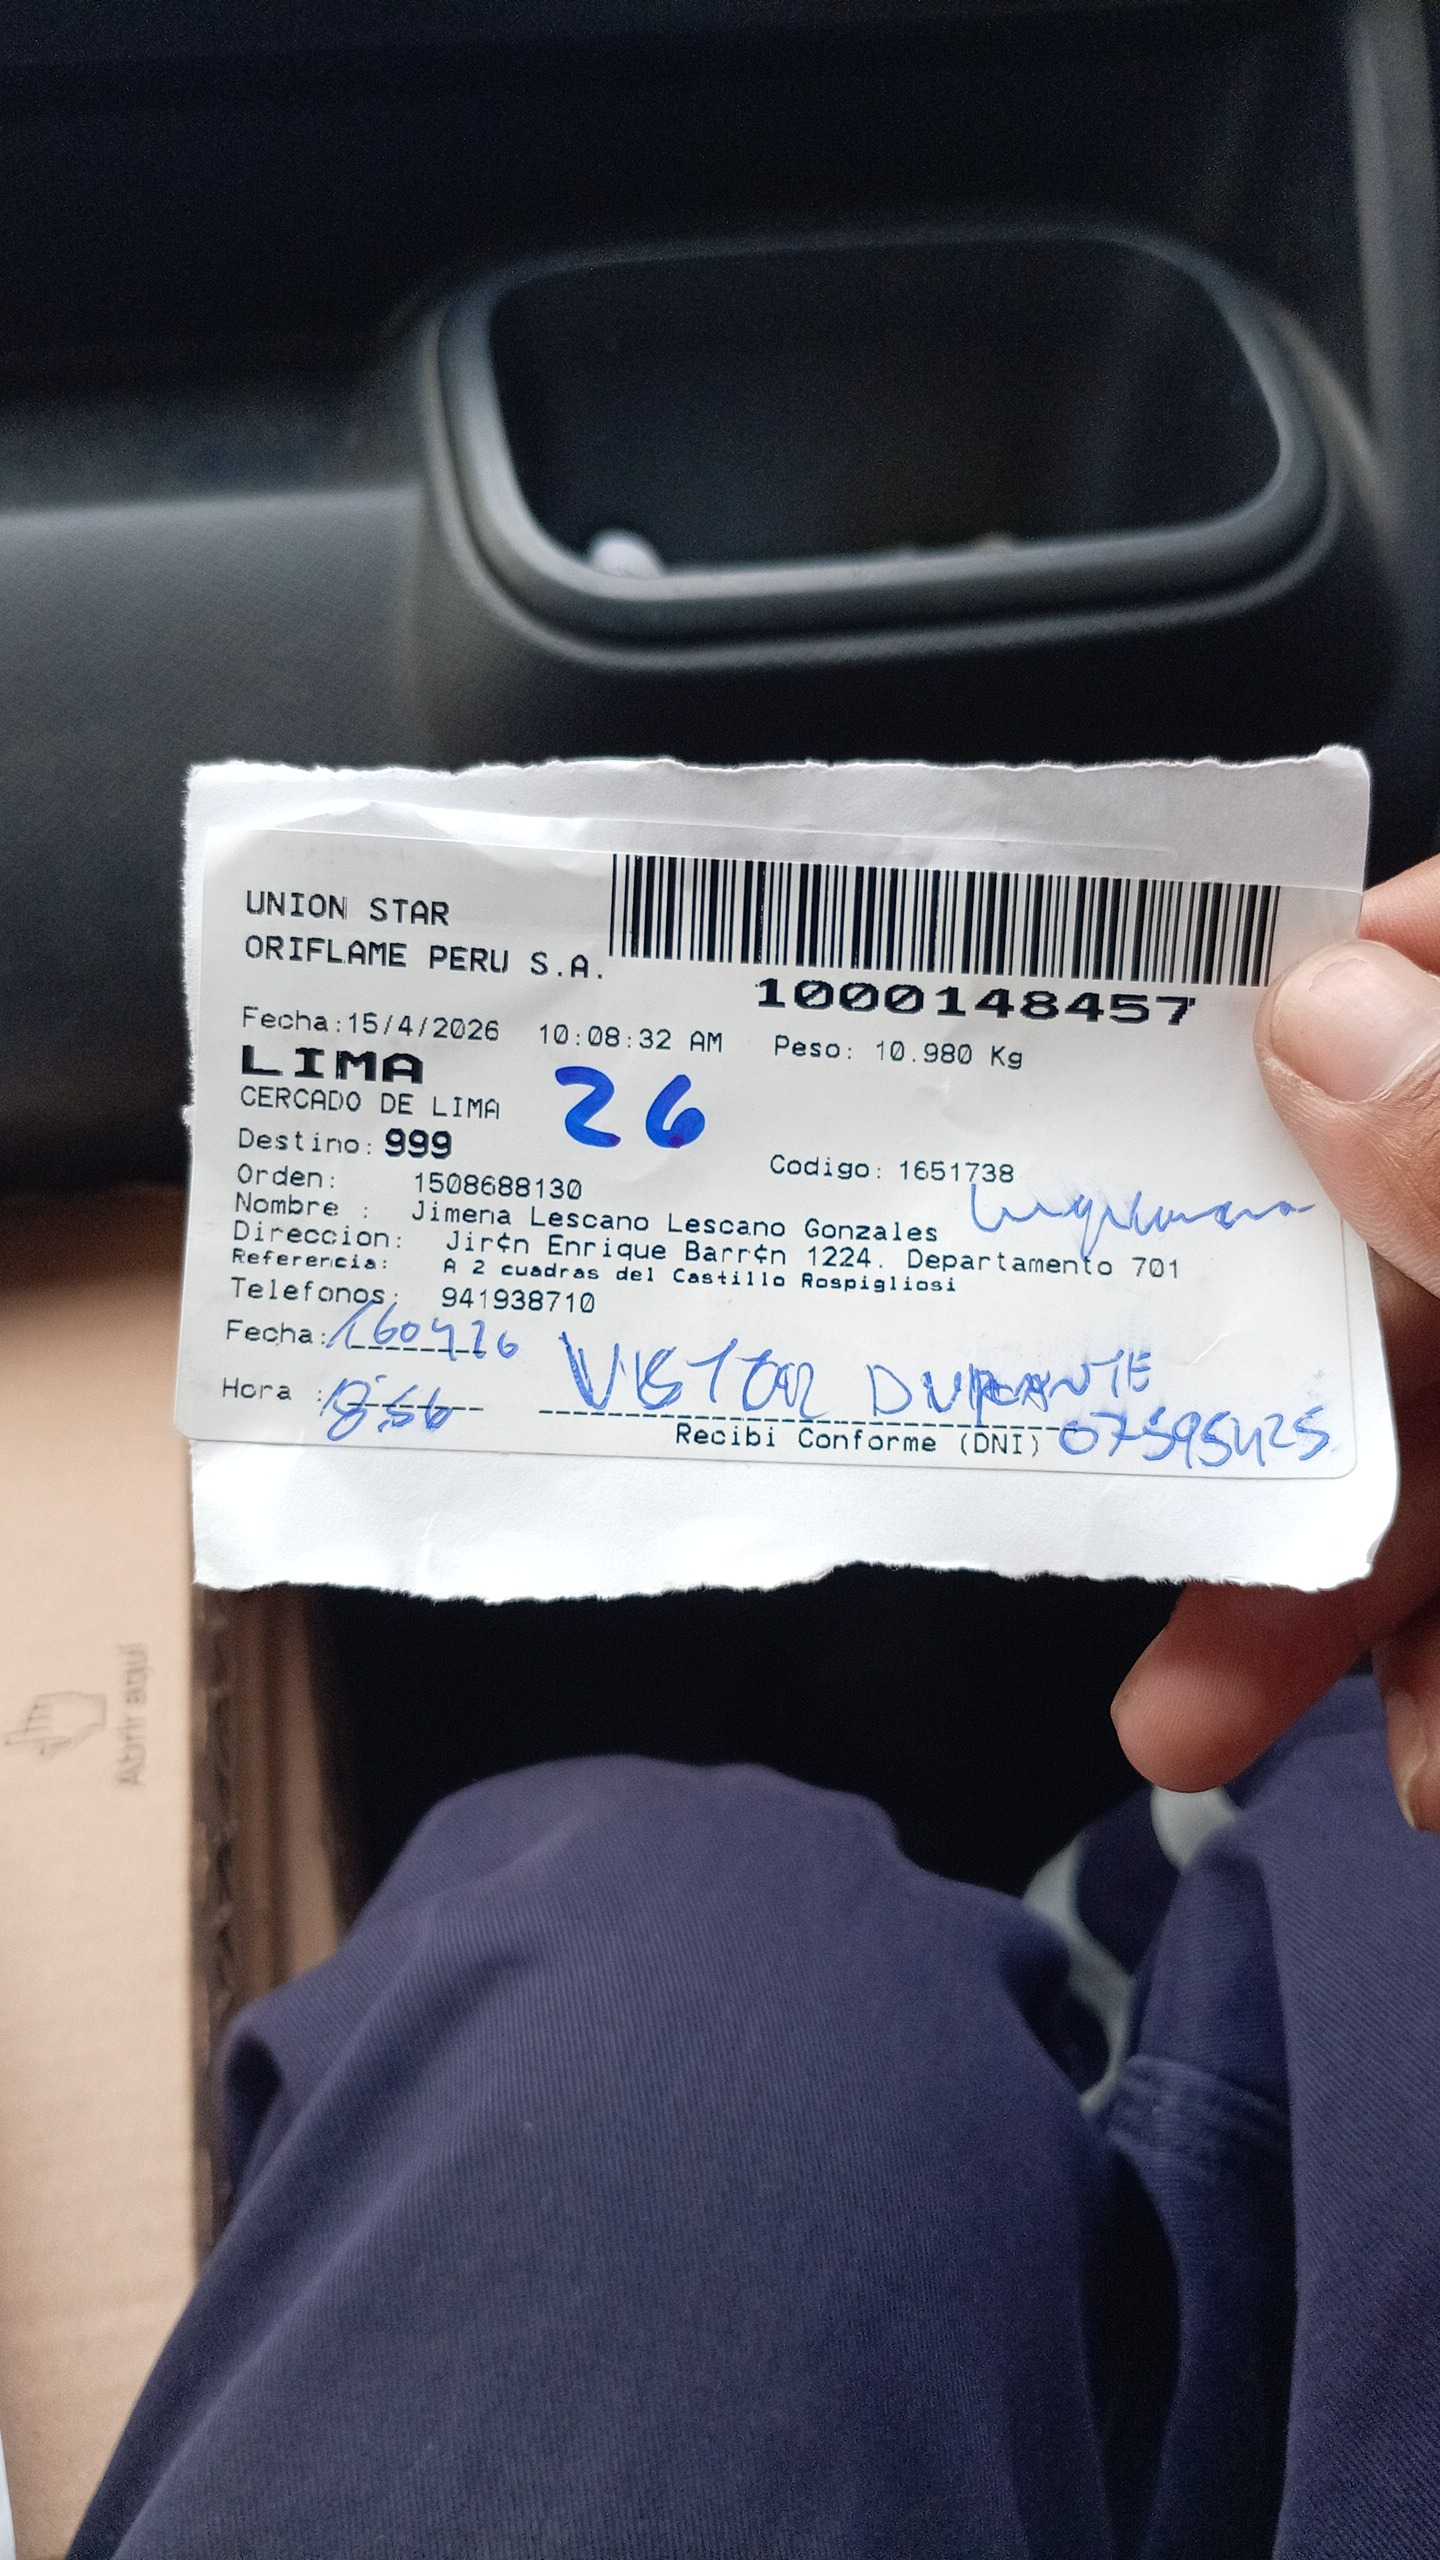 UNION STAR
ORIFLAME PERU S.A.
1000148457
Fecha:15/4/2026 10:08:32 AM Peso: 10.980 Kg
LIMA
CERCADO DE LIMA
26
Destino: 999
Codigo: 1651738
Orden: 1508688130
Nombre : Jimena Lescano Lescano Gonzales
Direccion: Jir¢n Enrique Barr¢n 1224. Departamento 701
Referencia: A 2 cuadras del Castillo Rospigliosi
Telefonos: 941938710
Fecha: 160426
Hora :
VISTOR DURANTE
Recibi Conforme (DNI) 07595425
Abrir aquí